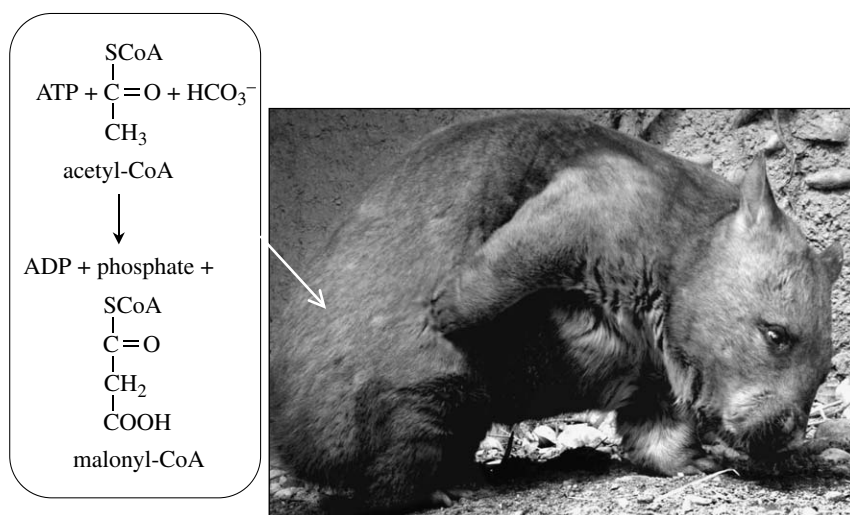 SCoA
ATP + C=O + HCO₃⁻
CH₃
acetyl-CoA
ADP + phosphate +
SCoA
C=O
CH₂
COOH
malonyl-CoA